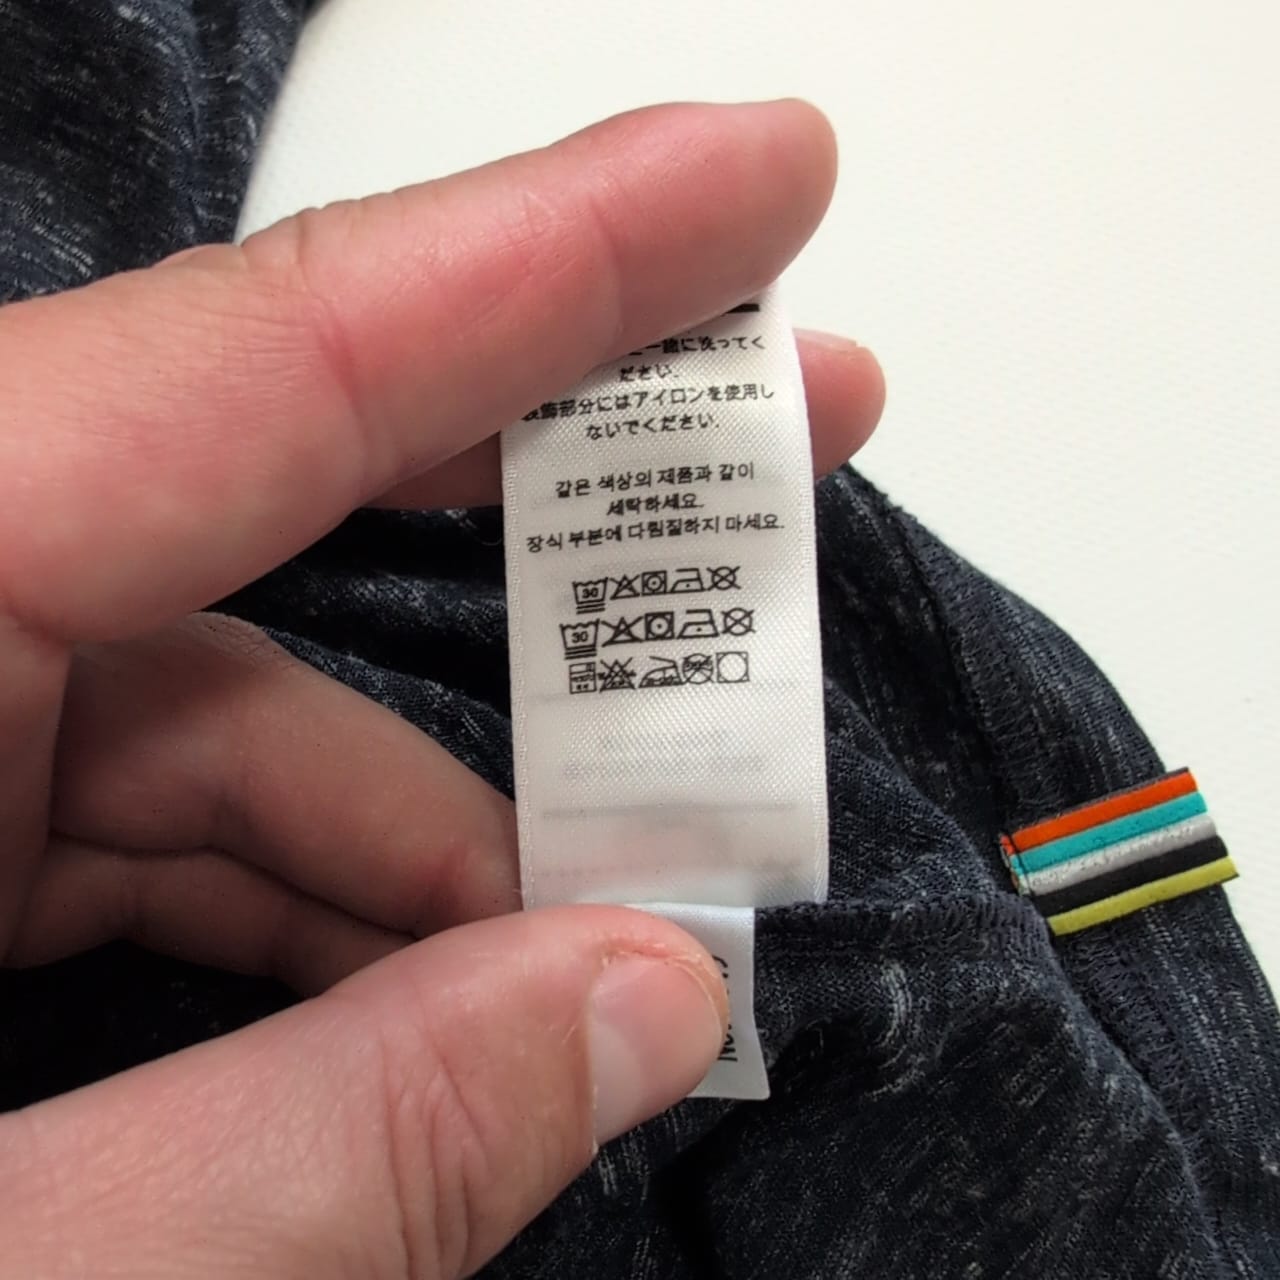 一緒に洗ってく
ださい.
装飾部分にはアイロンを使用し
ないでください.
같은 색상의 제품과 같이
세탁하세요.
장식 부분에 다림질하지 마세요.
30
30